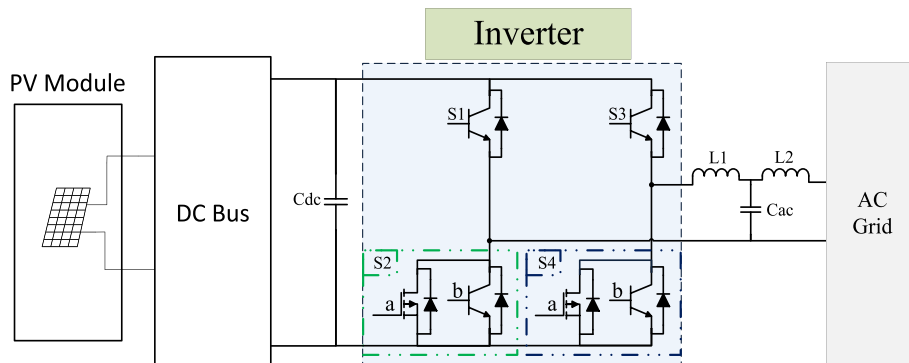 Inverter
PV Module
DC Bus
Cdc
S1
S3
L1
L2
Cac
AC
Grid
S2
a
b
S4
a
b